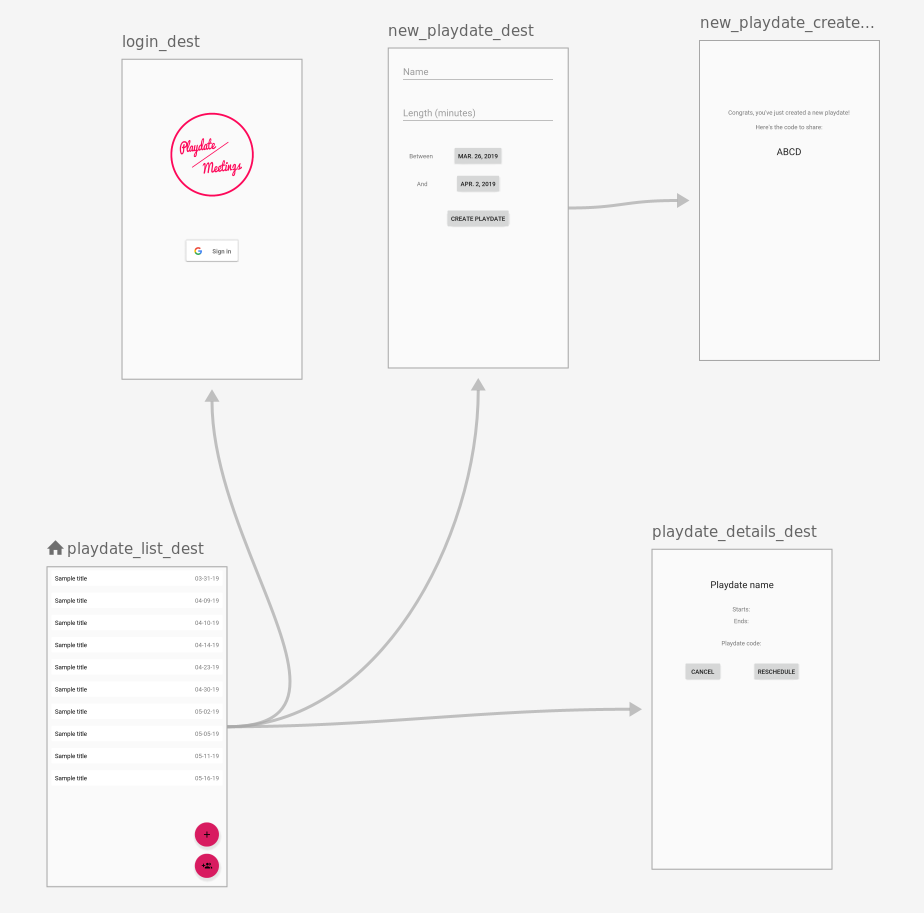 login_dest
Playdate
Meetings
Sign in
new_playdate_dest
Name
Length (minutes)
Between
MAR. 26, 2019
And
APR. 2, 2019
CREATE PLAYDATE
new_playdate_create...
Congrats, you've just created a new playdate!
Here's the code to share:
ABCD
playdate_list_dest
Sample title 03-31-19
Sample title 04-09-19
Sample title 04-10-19
Sample title 04-14-19
Sample title 04-23-19
Sample title 04-30-19
Sample title 05-02-19
Sample title 05-05-19
Sample title 05-11-19
Sample title 05-16-19
playdate_details_dest
Playdate name
Starts:
Ends:
Playdate code:
CANCEL RESCHEDULE